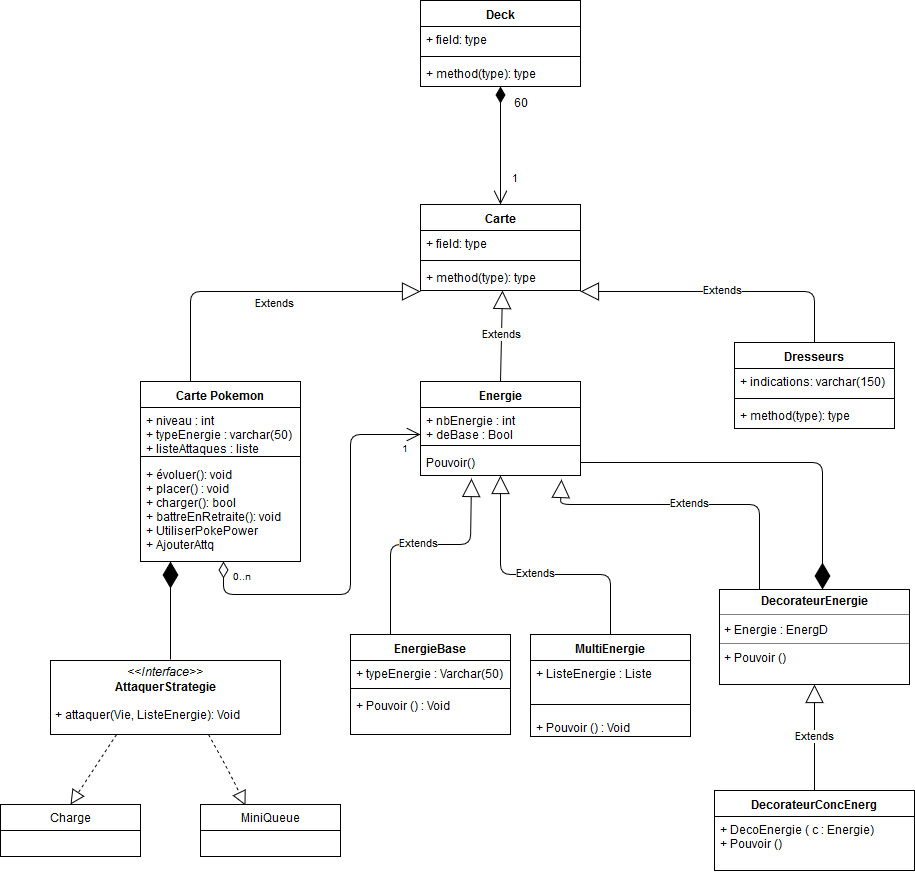 Deck
+ field: type
+ method(type): type
60
1
Carte
+ field: type
+ method(type): type
Extends
Extends
Extends
Dresseurs
+ indications: varchar(150)
+ method(type): type
Carte Pokemon
+ niveau : int
+ typeEnergie : varchar(50)
+ listeAttaques : liste
+ évoluer(): void
+ placer() : void
+ charger(): bool
+ battreEnRetraite(): void
+ UtiliserPokePower
+ AjouterAttq
Energie
+ nbEnergie : int
+ deBase : Bool
Pouvoir()
1
0..n
Extends
Extends
Extends
EnergieBase
+ typeEnergie : Varchar(50)
+ Pouvoir () : Void
MultiEnergie
+ ListeEnergie : Liste
+ Pouvoir () : Void
DecorateurEnergie
+ Energie : EnergD
+ Pouvoir ()
<<Interface>>
AttaquerStrategie
+ attaquer(Vie, ListeEnergie): Void
Extends
Charge
MiniQueue
DecorateurConcEnerg
+ DecoEnergie ( c : Energie)
+ Pouvoir ()